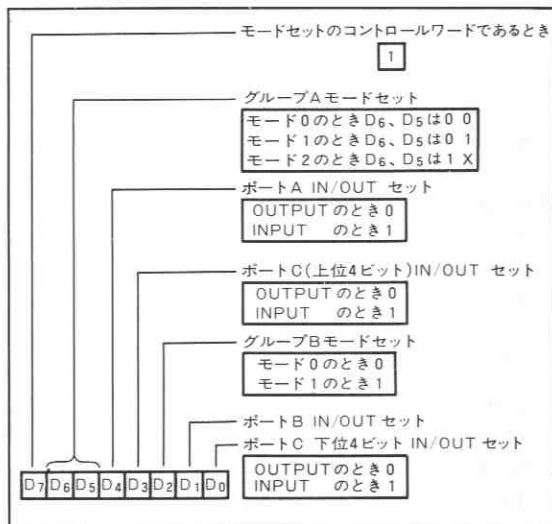 モードセットのコントロールワードであるとき
1
グループAモードセット
モード0のときD6、D5は0 0
モード1のときD6、D5は0 1
モード2のときD6、D5は1 X
ポートA IN/OUT セット
OUTPUTのとき0
INPUT のとき1
ポートC(上位4ビット)IN/OUT セット
OUTPUTのとき0
INPUT のとき1
グループBモードセット
モード0のとき0
モード1のとき1
ポートB IN/OUTセット
ポートC 下位4ビット IN/OUTセット
OUTPUTのとき0
INPUT のとき1
D7 D6 D5 D4 D3 D2 D1 D0